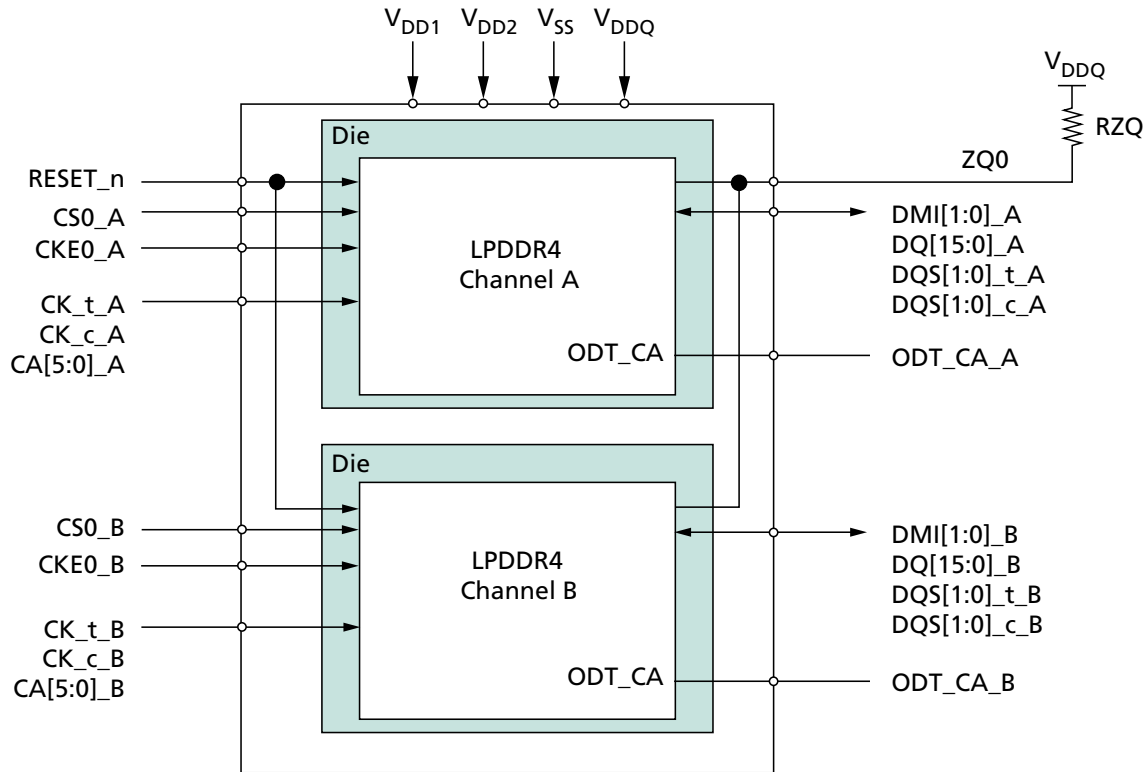 VDD1 VDD2 VSS VDDQ
VDDQ
RZQ
ZQ0
Die
RESET_n
CS0_A
CKE0_A
CK_t_A
CK_c_A
CA[5:0]_A
LPDDR4
Channel A
ODT_CA
DMI[1:0]_A
DQ[15:0]_A
DQS[1:0]_t_A
DQS[1:0]_c_A
ODT_CA_A
Die
CS0_B
CKE0_B
CK_t_B
CK_c_B
CA[5:0]_B
LPDDR4
Channel B
ODT_CA
DMI[1:0]_B
DQ[15:0]_B
DQS[1:0]_t_B
DQS[1:0]_c_B
ODT_CA_B